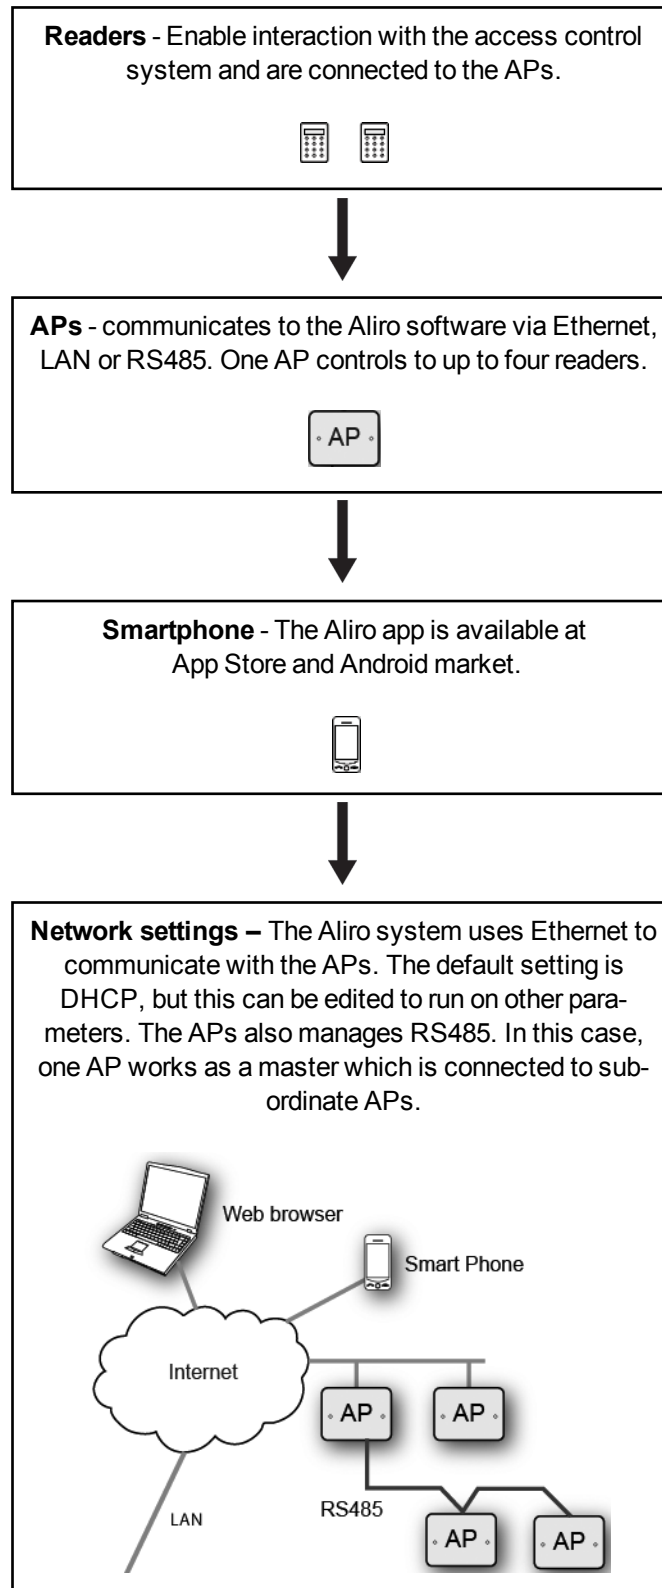 Readers - Enable interaction with the access control
system and are connected to the APs.
APs - communicates to the Aliro software via Ethernet,
LAN or RS485. One AP controls to up to four readers.
AP
Smartphone - The Aliro app is available at
App Store and Android market.
Network settings – The Aliro system uses Ethernet to
communicate with the APs. The default setting is
DHCP, but this can be edited to run on other para-
meters. The APs also manages RS485. In this case,
one AP works as a master which is connected to sub-
ordinate APs.
Web browser
Smart Phone
Internet
AP
AP
RS485
LAN
AP
AP